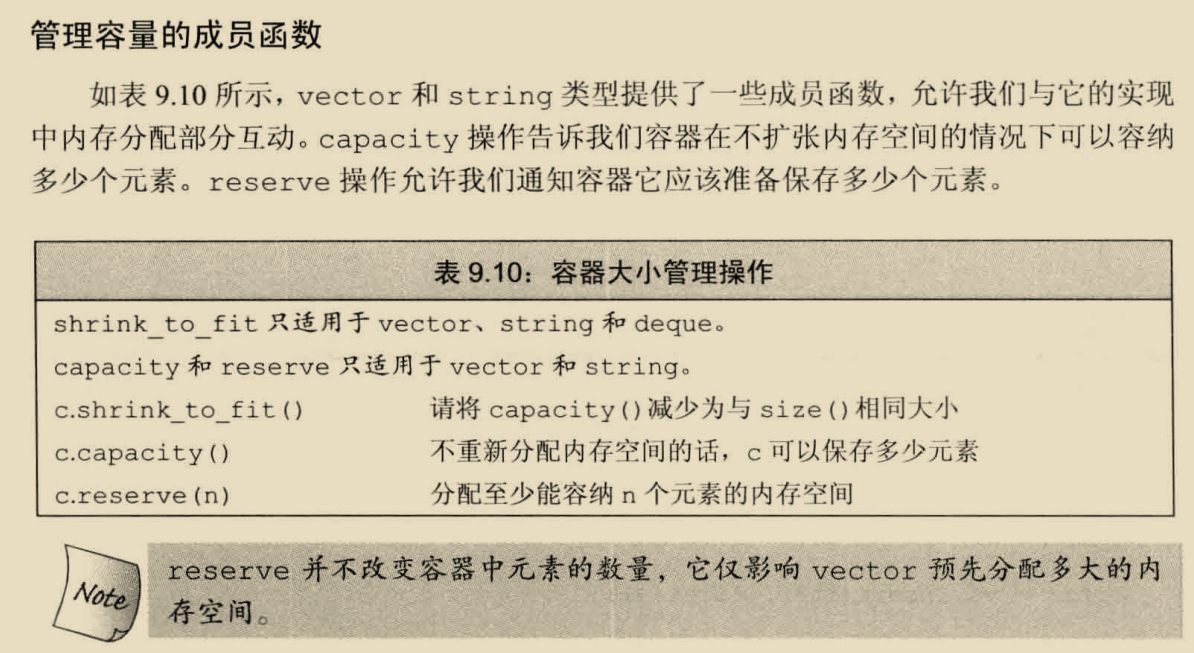 管理容量的成员函数
如表 9.10 所示，vector 和 string 类型提供了一些成员函数，允许我们与它的实现
中内存分配部分互动。capacity 操作告诉我们容器在不扩张内存空间的情况下可以容纳
多少个元素。reserve 操作允许我们通知容器它应该准备保存多少个元素。
表 9.10：容器大小管理操作
shrink_to_fit 只适用于 vector、string 和 deque。
capacity 和 reserve 只适用于 vector 和 string。
c.shrink_to_fit() 请将 capacity()减少为与 size()相同大小
c.capacity() 不重新分配内存空间的话，c 可以保存多少元素
c.reserve(n) 分配至少能容纳 n 个元素的内存空间
Note
reserve 并不改变容器中元素的数量，它仅影响 vector 预先分配多大的内
存空间。